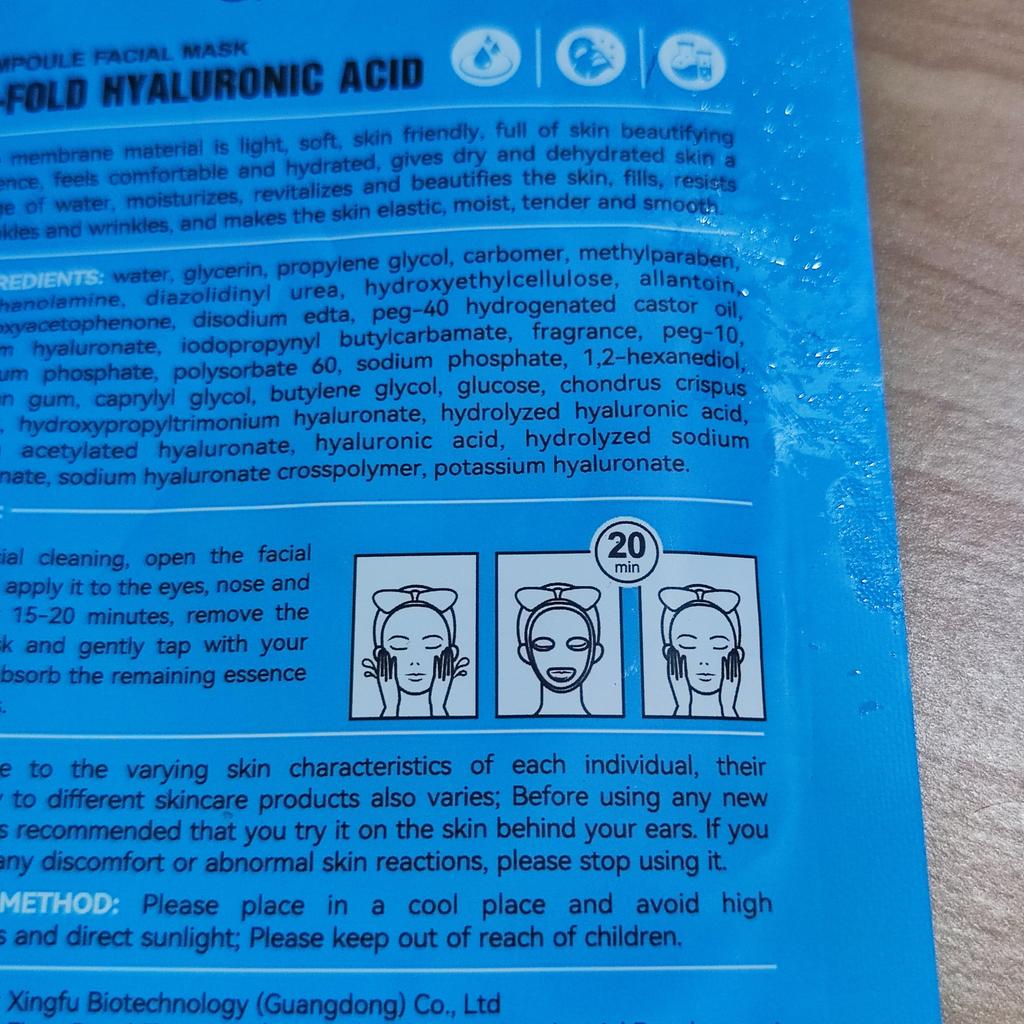 MPOULE FACIAL MASK
-FOLD HYALURONIC ACID
membrane material is light, soft, skin friendly, full of skin beautifying
ence, feels comfortable and hydrated, gives dry and dehydrated skin a
ge of water, moisturizes, revitalizes and beautifies the skin, fills, resists
kles and wrinkles, and makes the skin elastic, moist, tender and smooth.
REDIENTS: water, glycerin, propylene glycol, carbomer, methylparaben,
hanolamine, diazolidinyl urea, hydroxyethylcellulose, allantoin,
oxyacetophenone, disodium edta, peg-40 hydrogenated castor oil,
m hyaluronate, iodopropynyl butylcarbamate, fragrance, peg-10,
um phosphate, polysorbate 60, sodium phosphate, 1,2-hexanediol,
n gum, caprylyl glycol, butylene glycol, glucose, chondrus crispus
, hydroxypropyltrimonium hyaluronate, hydrolyzed hyaluronic acid,
acetylated hyaluronate, hyaluronic acid, hydrolyzed sodium
nate, sodium hyaluronate crosspolymer, potassium hyaluronate.
:
ial cleaning, open the facial
apply it to the eyes, nose and
15-20 minutes, remove the
sk and gently tap with your
bsorb the remaining essence
s.
20
min
e to the varying skin characteristics of each individual, their
y to different skincare products also varies; Before using any new
s recommended that you try it on the skin behind your ears. If you
any discomfort or abnormal skin reactions, please stop using it.
METHOD: Please place in a cool place and avoid high
s and direct sunlight; Please keep out of reach of children.
Xingfu Biotechnology (Guangdong) Co., Ltd